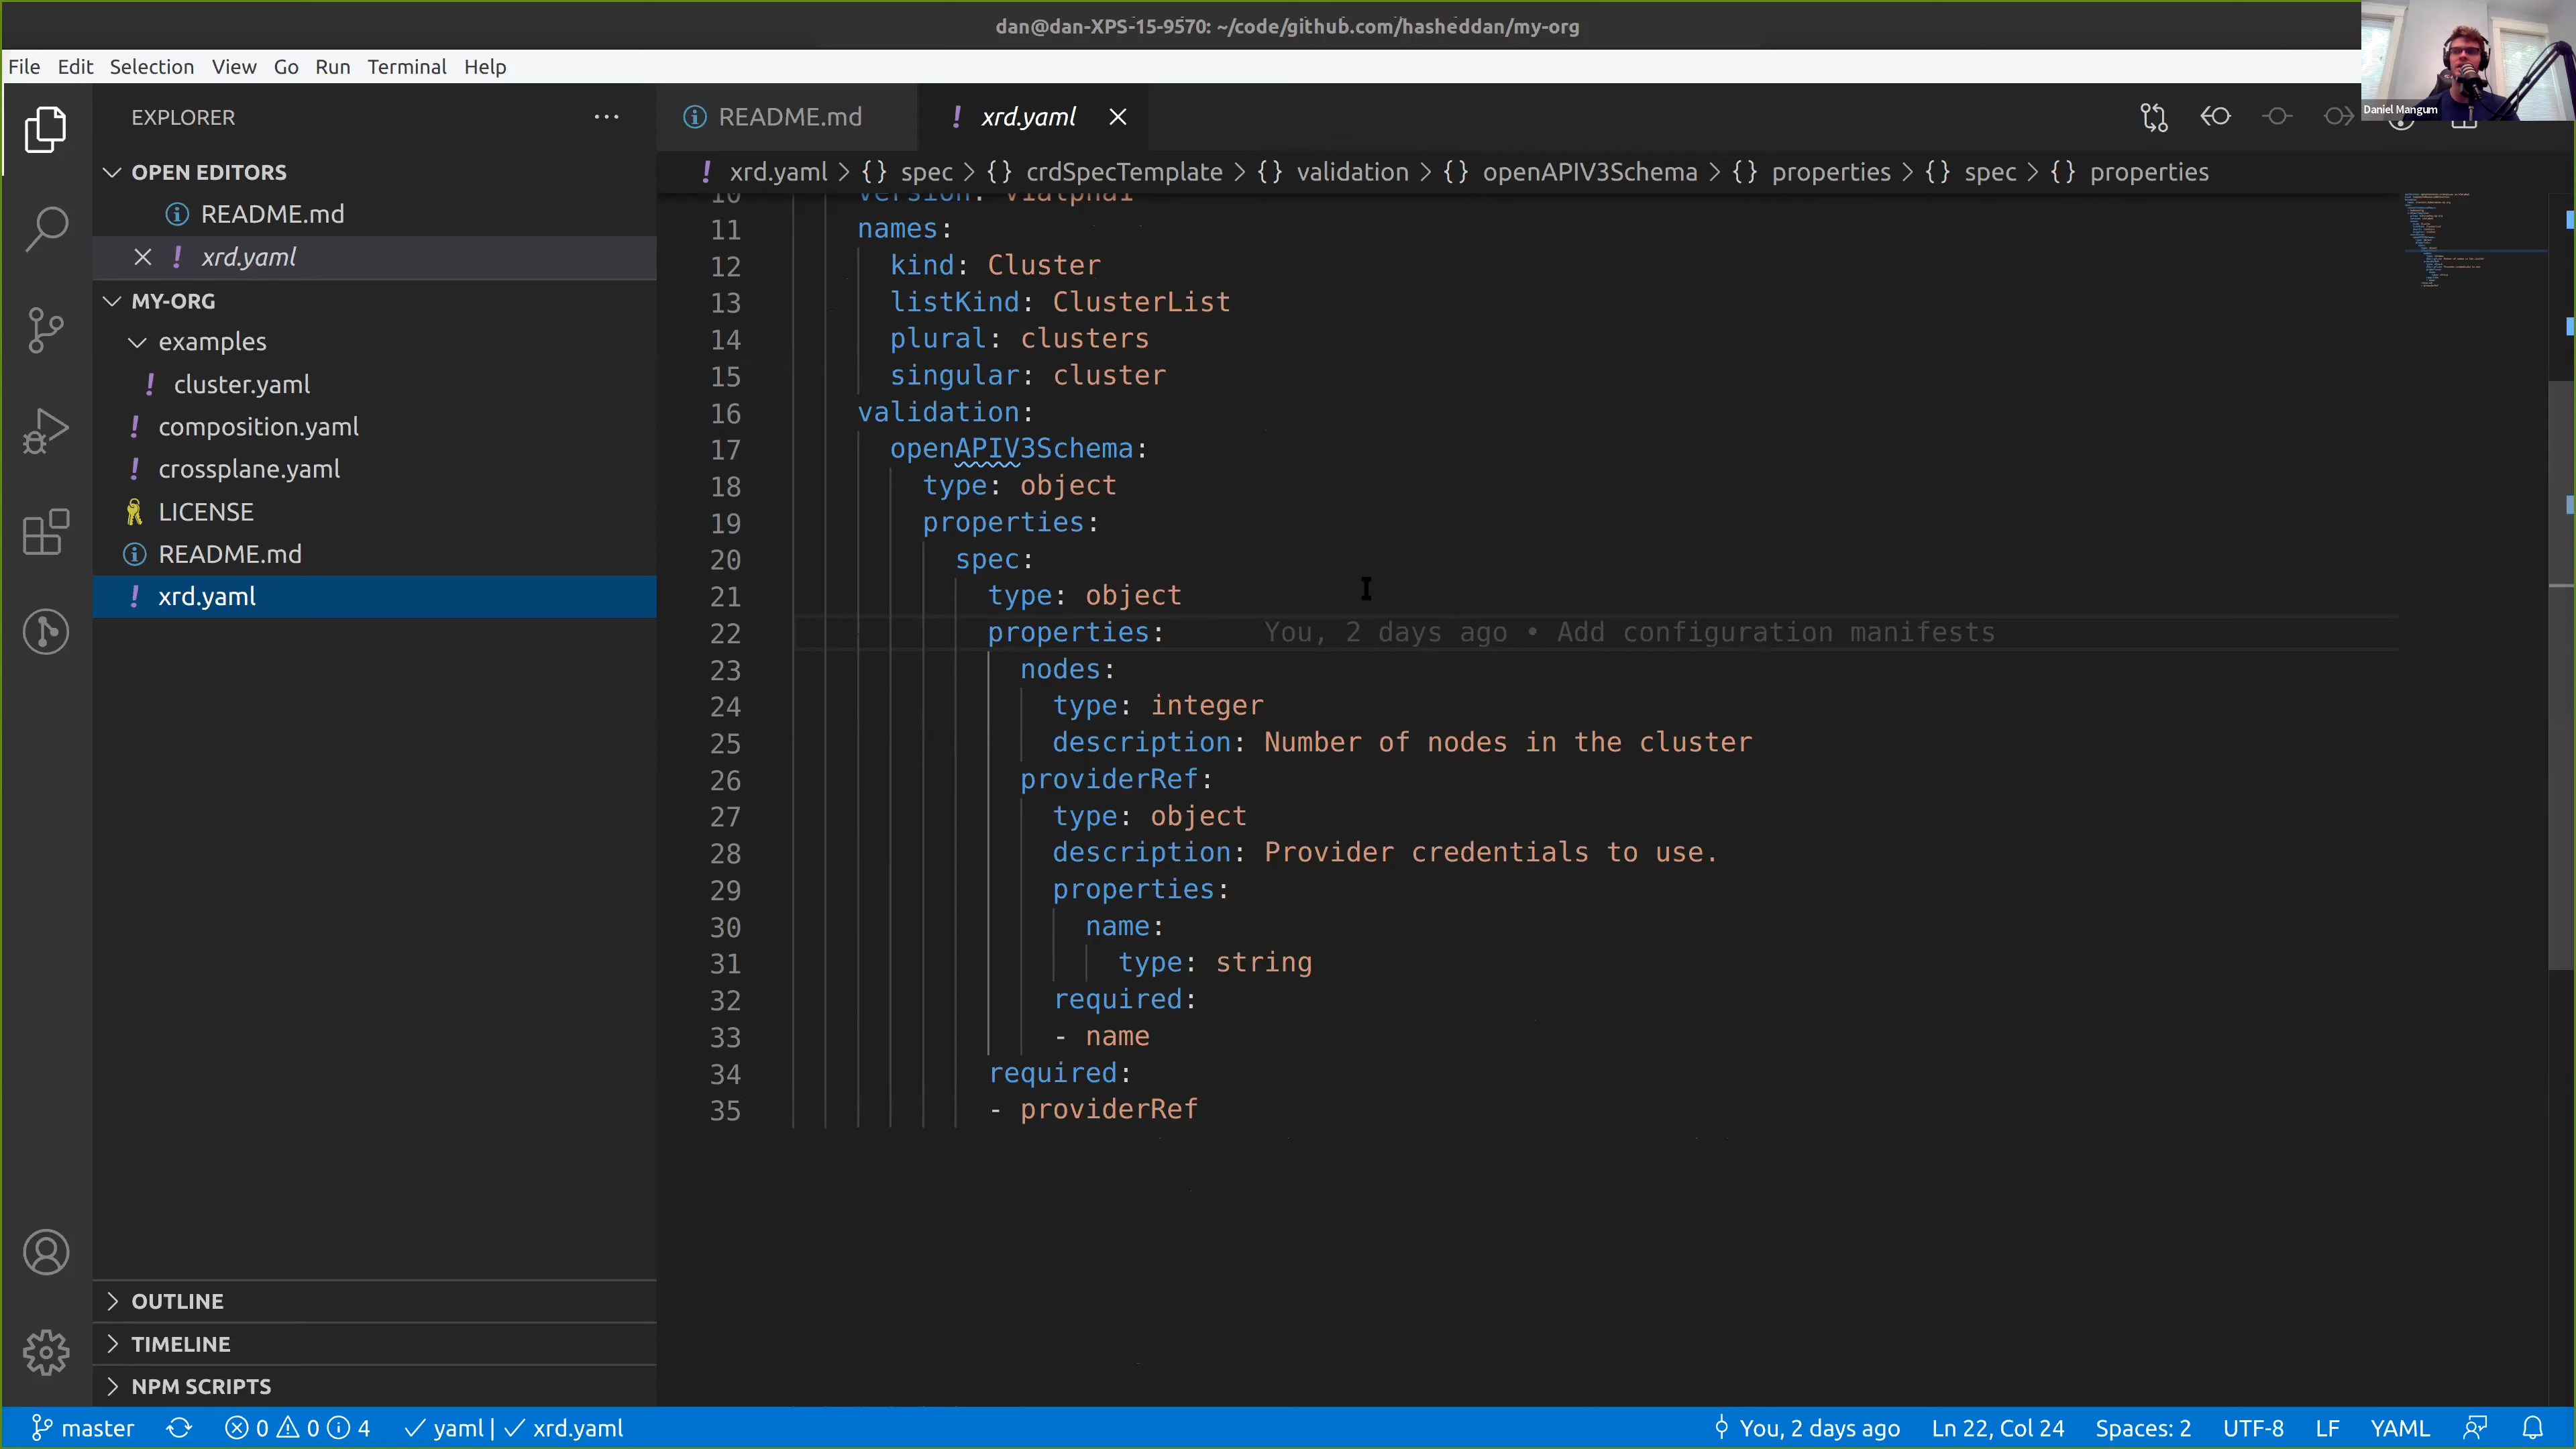 dan@dan-XPS-15-9570: ~/code/github.com/hasheddan/my-org
File Edit Selection View Go Run Terminal Help
Daniel Mangum
EXPLORER
README.md
xrd.yaml
OPEN EDITORS
README.md
xrd.yaml
MY-ORG
examples
cluster.yaml
composition.yaml
crossplane.yaml
LICENSE
README.md
xrd.yaml
OUTLINE
TIMELINE
NPM SCRIPTS
xrd.yaml > {} spec > {} crdSpecTemplate > {} validation > {} openAPIV3Schema > {} properties > {} spec > {} properties
10 version: v1alpha1
11 names:
12 kind: Cluster
13 listKind: ClusterList
14 plural: clusters
15 singular: cluster
16 validation:
17 openAPIV3Schema:
18 type: object
19 properties:
20 spec:
21 type: object
22 properties: You, 2 days ago • Add configuration manifests
23 nodes:
24 type: integer
25 description: Number of nodes in the cluster
26 providerRef:
27 type: object
28 description: Provider credentials to use.
29 properties:
30 name:
31 type: string
32 required:
33 - name
34 required:
35 - providerRef
master 0 0 4 yaml | xrd.yaml You, 2 days ago Ln 22, Col 24 Spaces: 2 UTF-8 LF YAML